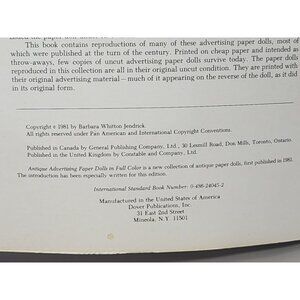 This book contains reproductions of many of these advertising paper dolls, most of
which were published at the turn of the century. Printed on cheap paper and intended as
throw-aways, few copies of uncut advertising paper dolls survive today. The paper dolls
reproduced in this collection are all in their original uncut condition. They are printed with
their original advertising material—much of it appearing on the reverse of the doll, as it did
in its original form.
Copyright © 1981 by Barbara Whitton Jendrick.
All rights reserved under Pan American and International Copyright Conventions.
Published in Canada by General Publishing Company, Ltd., 30 Lesmill Road, Don Mills, Toronto, Ontario.
Published in the United Kingdom by Constable and Company, Ltd.
Antique Advertising Paper Dolls in Full Color is a new collection of antique paper dolls, first published in 1981.
The introduction has been especially written for this edition.
International Standard Book Number: 0-486-24045-2
Manufactured in the United States of America
Dover Publications, Inc.
31 East 2nd Street
Mineola, N.Y. 11501